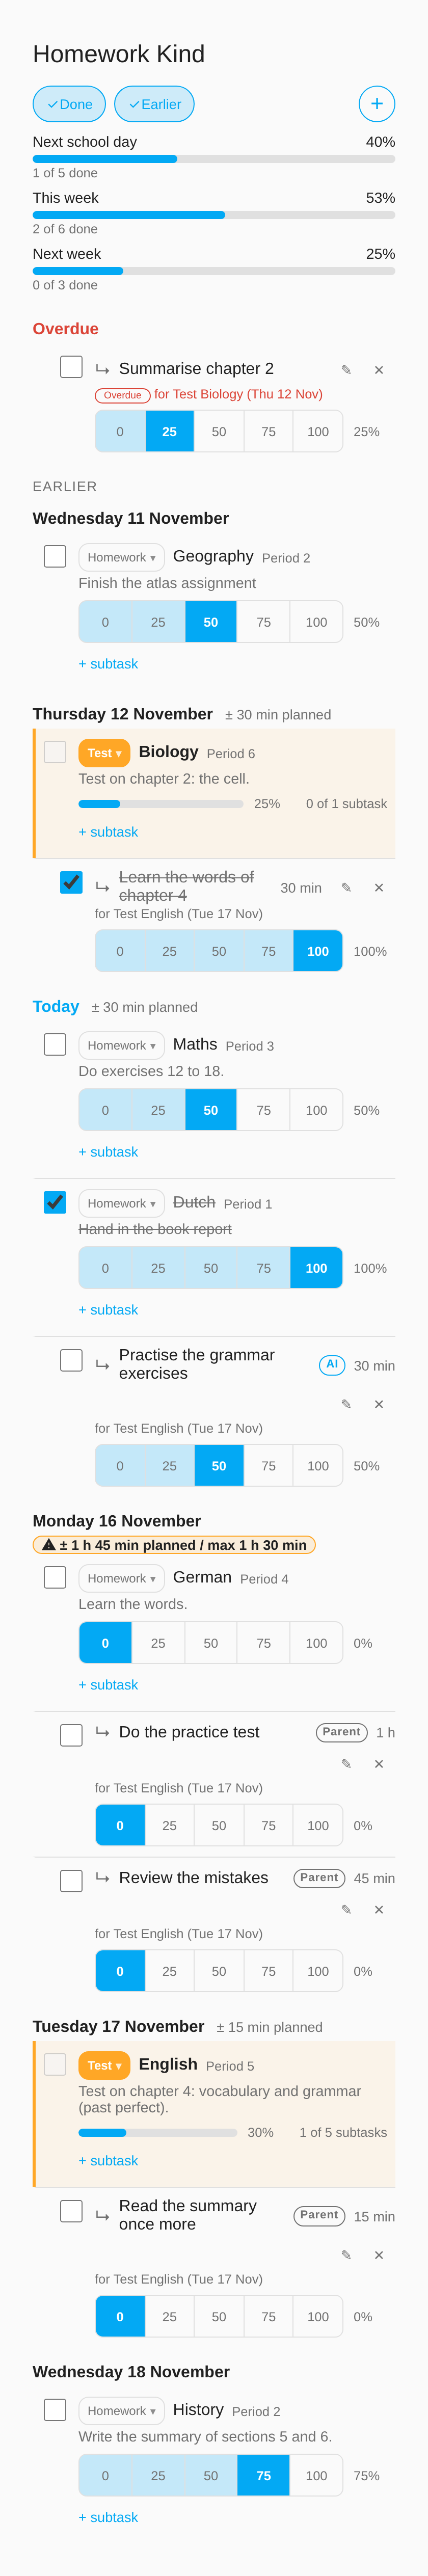 Homework Kind
✓Done ✓Earlier +
Next school day 40%
1 of 5 done
This week 53%
2 of 6 done
Next week 25%
0 of 3 done
Overdue
Summarise chapter 2
Overdue for Test Biology (Thu 12 Nov)
0 25 50 75 100 25%
EARLIER
Wednesday 11 November
Homework ▾ Geography Period 2
Finish the atlas assignment
0 25 50 75 100 50%
+ subtask
Thursday 12 November ± 30 min planned
Test ▾ Biology Period 6
Test on chapter 2: the cell.
25% 0 of 1 subtask
+ subtask
Learn the words of
chapter 4
30 min
for Test English (Tue 17 Nov)
0 25 50 75 100 100%
Today ± 30 min planned
Homework ▾ Maths Period 3
Do exercises 12 to 18.
0 25 50 75 100 50%
+ subtask
Homework ▾ Dutch Period 1
Hand in the book report
0 25 50 75 100 100%
+ subtask
Practise the grammar
exercises
AI 30 min
for Test English (Tue 17 Nov)
0 25 50 75 100 50%
Monday 16 November
± 1 h 45 min planned / max 1 h 30 min
Homework ▾ German Period 4
Learn the words.
0 25 50 75 100 0%
+ subtask
Do the practice test Parent 1 h
for Test English (Tue 17 Nov)
0 25 50 75 100 0%
Review the mistakes Parent 45 min
for Test English (Tue 17 Nov)
0 25 50 75 100 0%
Tuesday 17 November ± 15 min planned
Test ▾ English Period 5
Test on chapter 4: vocabulary and grammar
(past perfect).
30% 1 of 5 subtasks
+ subtask
Read the summary
once more
Parent 15 min
for Test English (Tue 17 Nov)
0 25 50 75 100 0%
Wednesday 18 November
Homework ▾ History Period 2
Write the summary of sections 5 and 6.
0 25 50 75 100 75%
+ subtask